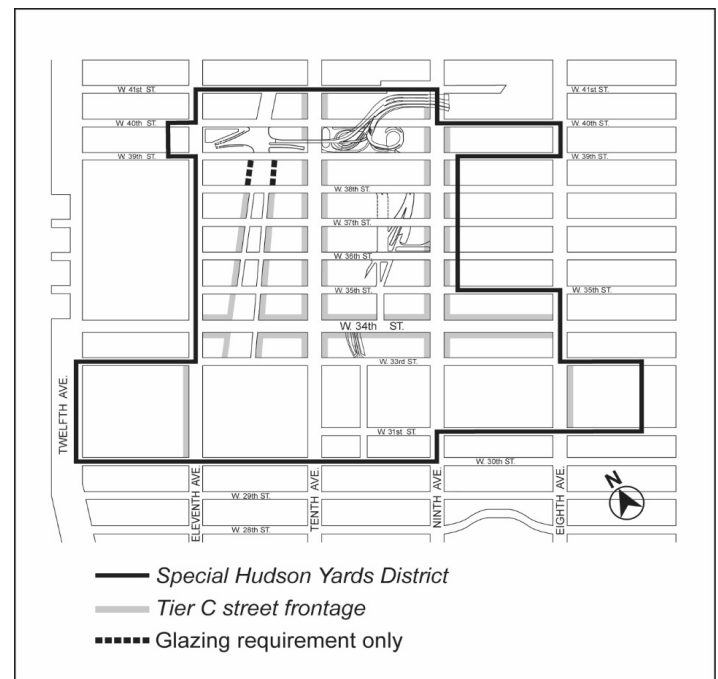 W. 41st ST.
W. 41st ST.
W. 40th ST.
W. 40th ST.
W. 39th ST.
W. 39th ST.
W. 38th ST.
W. 37th ST.
W. 36th ST.
W. 35th ST.
W. 35th ST.
W. 34th ST.
W. 33rd ST.
TWELFTH AVE.
W. 31st ST.
W. 30th ST.
ELEVENTH AVE.
TENTH AVE.
NINTH AVE.
EIGHTH AVE.
N
W. 29th ST.
W. 28th ST.
Special Hudson Yards District
Tier C street frontage
Glazing requirement only